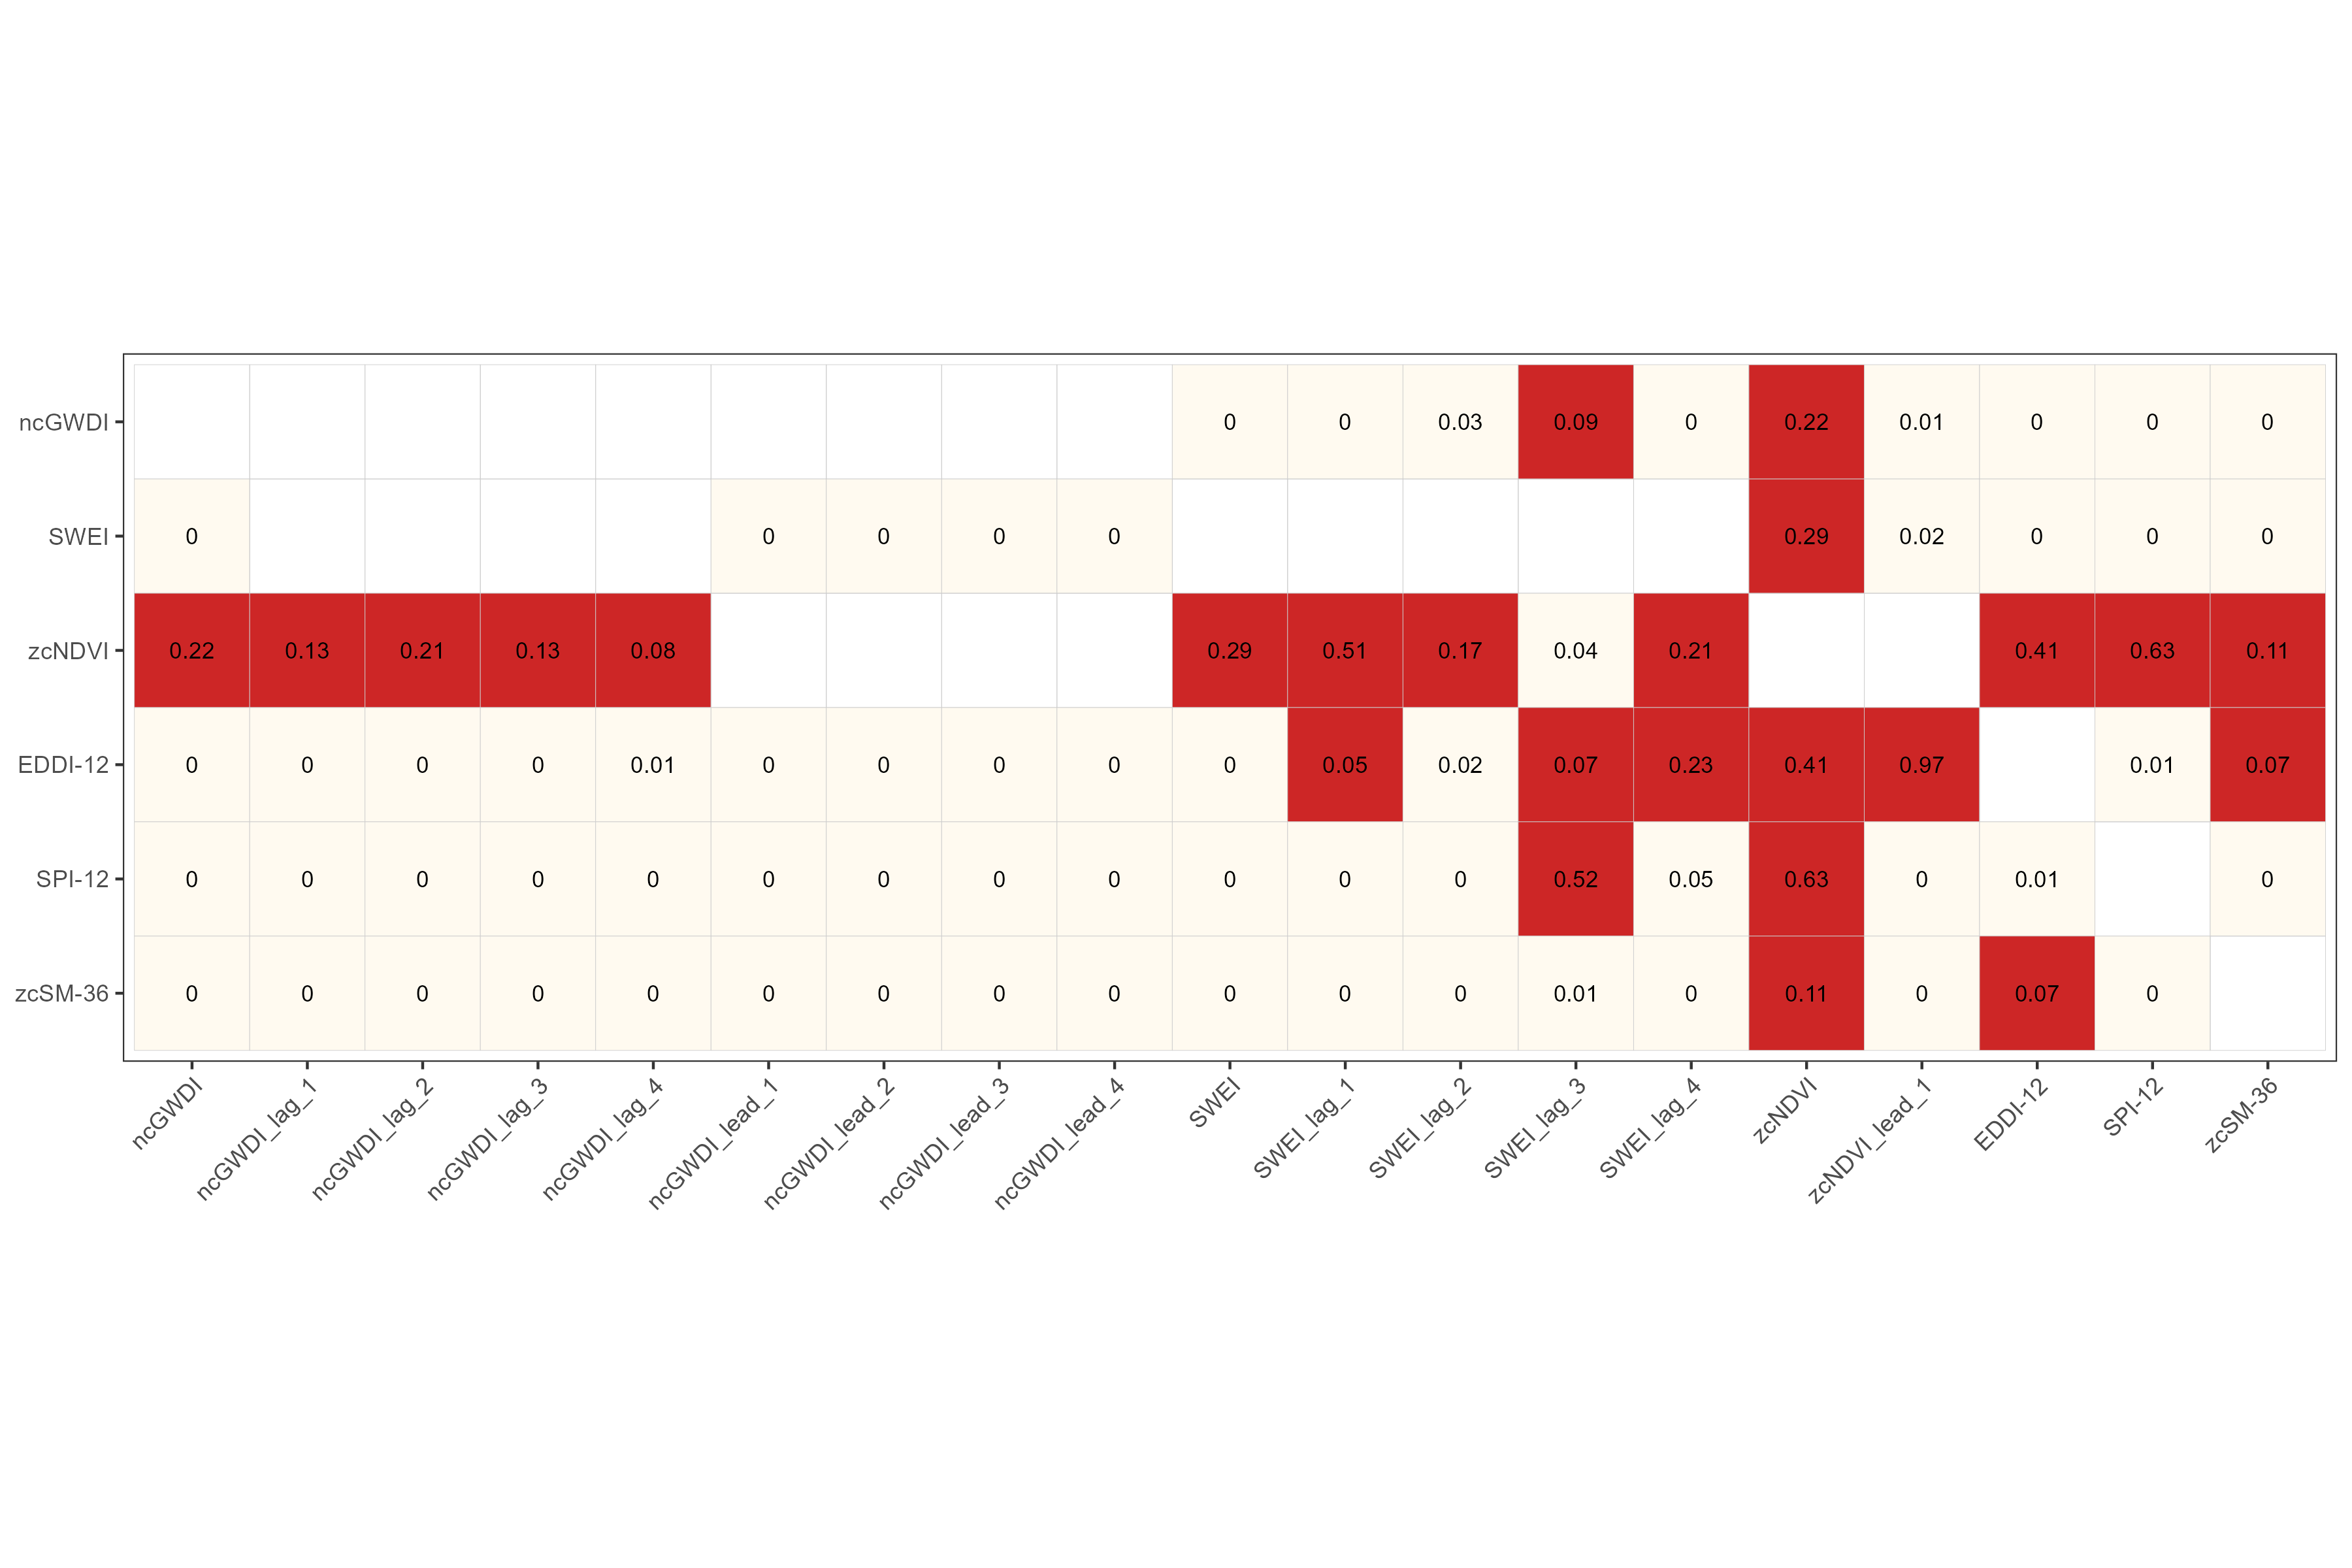 ncGWDI 0 0 0.03 0.09 0 0.22 0.01 0 0 0
SWEI 0 0 0 0 0 0.29 0.02 0 0 0
zcNDVI 0.22 0.13 0.21 0.13 0.08 0.29 0.51 0.17 0.04 0.21 0.41 0.63 0.11
EDDI-12 0 0 0 0 0.01 0 0 0 0 0 0.05 0.02 0.07 0.23 0.41 0.97 0.01 0.07
SPI-12 0 0 0 0 0 0 0 0 0 0 0 0 0.52 0.05 0.63 0 0.01 0
zcSM-36 0 0 0 0 0 0 0 0 0 0 0 0 0.01 0 0.11 0 0.07 0
ncGWDI ncGWDI_lag_1 ncGWDI_lag_2 ncGWDI_lag_3 ncGWDI_lag_4 ncGWDI_lead_1 ncGWDI_lead_2 ncGWDI_lead_3 ncGWDI_lead_4 SWEI SWEI_lag_1 SWEI_lag_2 SWEI_lag_3 SWEI_lag_4 zcNDVI zcNDVI_lead_1 EDDI-12 SPI-12 zcSM-36